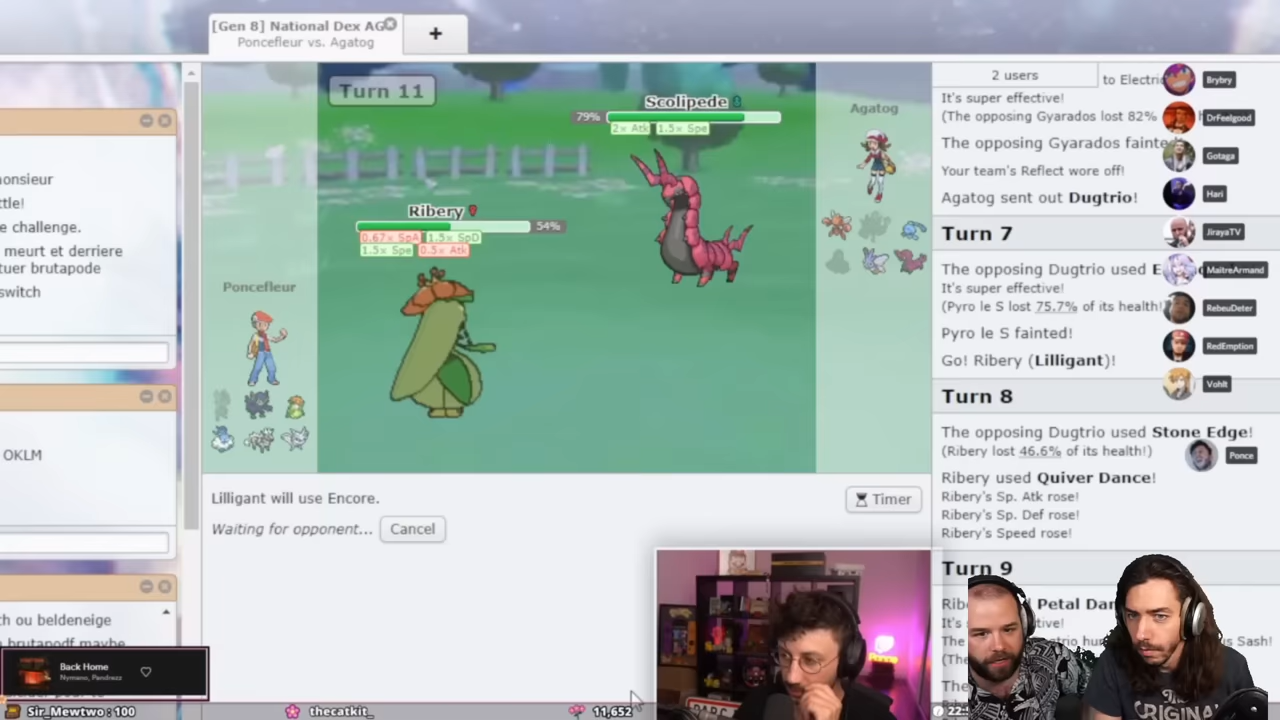 [Gen 8] National Dex AG
Poncefleur vs. Agatog
+
monsieur
ttle!
e challenge.
meurt et derriere
tuer brutapode
switch
OKLM
th ou beldeneige
brutapodf maybe
Back Home
Nymano, Pandrezz
Sir_Mewtwo : 100
thecatkit_
11,652
Turn 11
Scolipede
79%
2× Atk 1.5× Spe
Ribery
54%
0.67× SpA 1.5× SpD
1.5× Spe 0.5× Atk
Poncefleur
Agatog
Lilligant will use Encore.
Timer
Waiting for opponent...
Cancel
2 users
to Electric
It's super effective!
(The opposing Gyarados lost 82%
The opposing Gyarados fainte
Your team's Reflect wore off!
Agatog sent out Dugtrio!
Turn 7
The opposing Dugtrio used E
It's super effective!
(Pyro le S lost 75.7% of its health!)
Pyro le S fainted!
Go! Ribery (Lilligant)!
Turn 8
The opposing Dugtrio used Stone Edge!
(Ribery lost 46.6% of its health!)
Ribery used Quiver Dance!
Ribery's Sp. Atk rose!
Ribery's Sp. Def rose!
Ribery's Speed rose!
Turn 9
Petal Dan
s Sash!
Brybry
DrFeelgood
Gotaga
Hari
JirayaTV
MaitreArmand
RebeuDeter
RedEmption
Vohlt
Ponce
ORIGINA